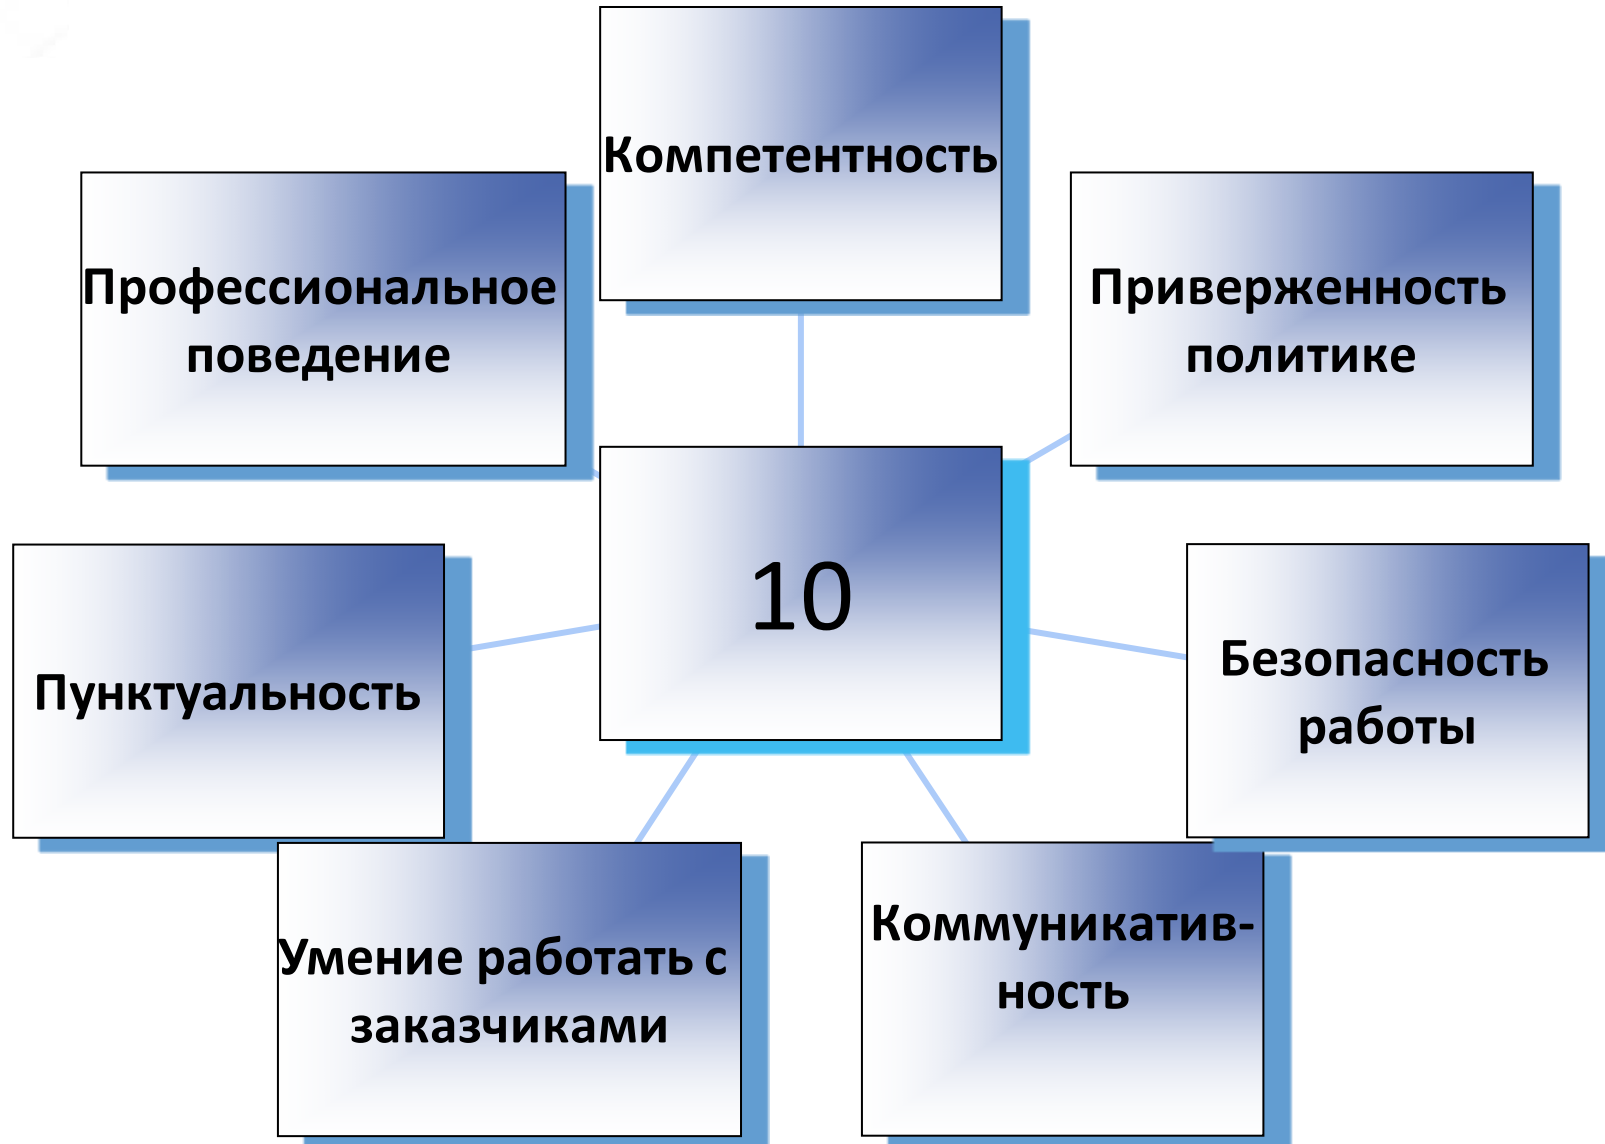 Компетентность
Профессиональное
поведение
Приверженность
политике
10
Пунктуальность
Безопасность
работы
Умение работать с
заказчиками
Коммуникатив-
ность